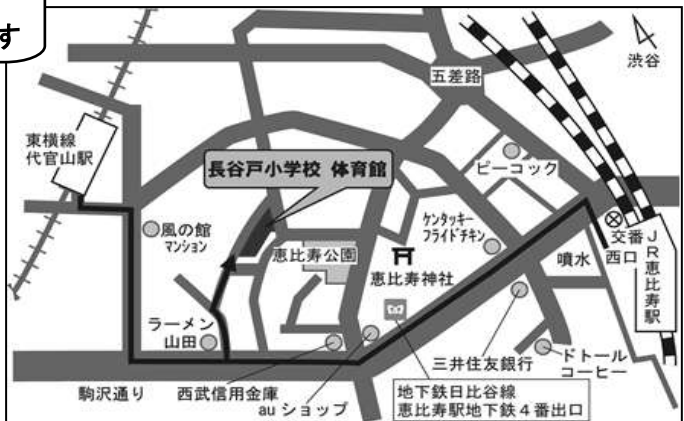 す
渋谷
五差路
東横線
代官山駅
長谷戸小学校 体育館
ピーコック
風の館
マンション
ケンタッキー
フライドチキン
恵比寿公園
恵比寿神社
交番
西口
JR恵比寿駅
噴水
ラーメン
山田
三井住友銀行
ドトール
コーヒー
駒沢通り
西武信用金庫
au ショップ
地下鉄日比谷線
恵比寿駅地下鉄4番出口